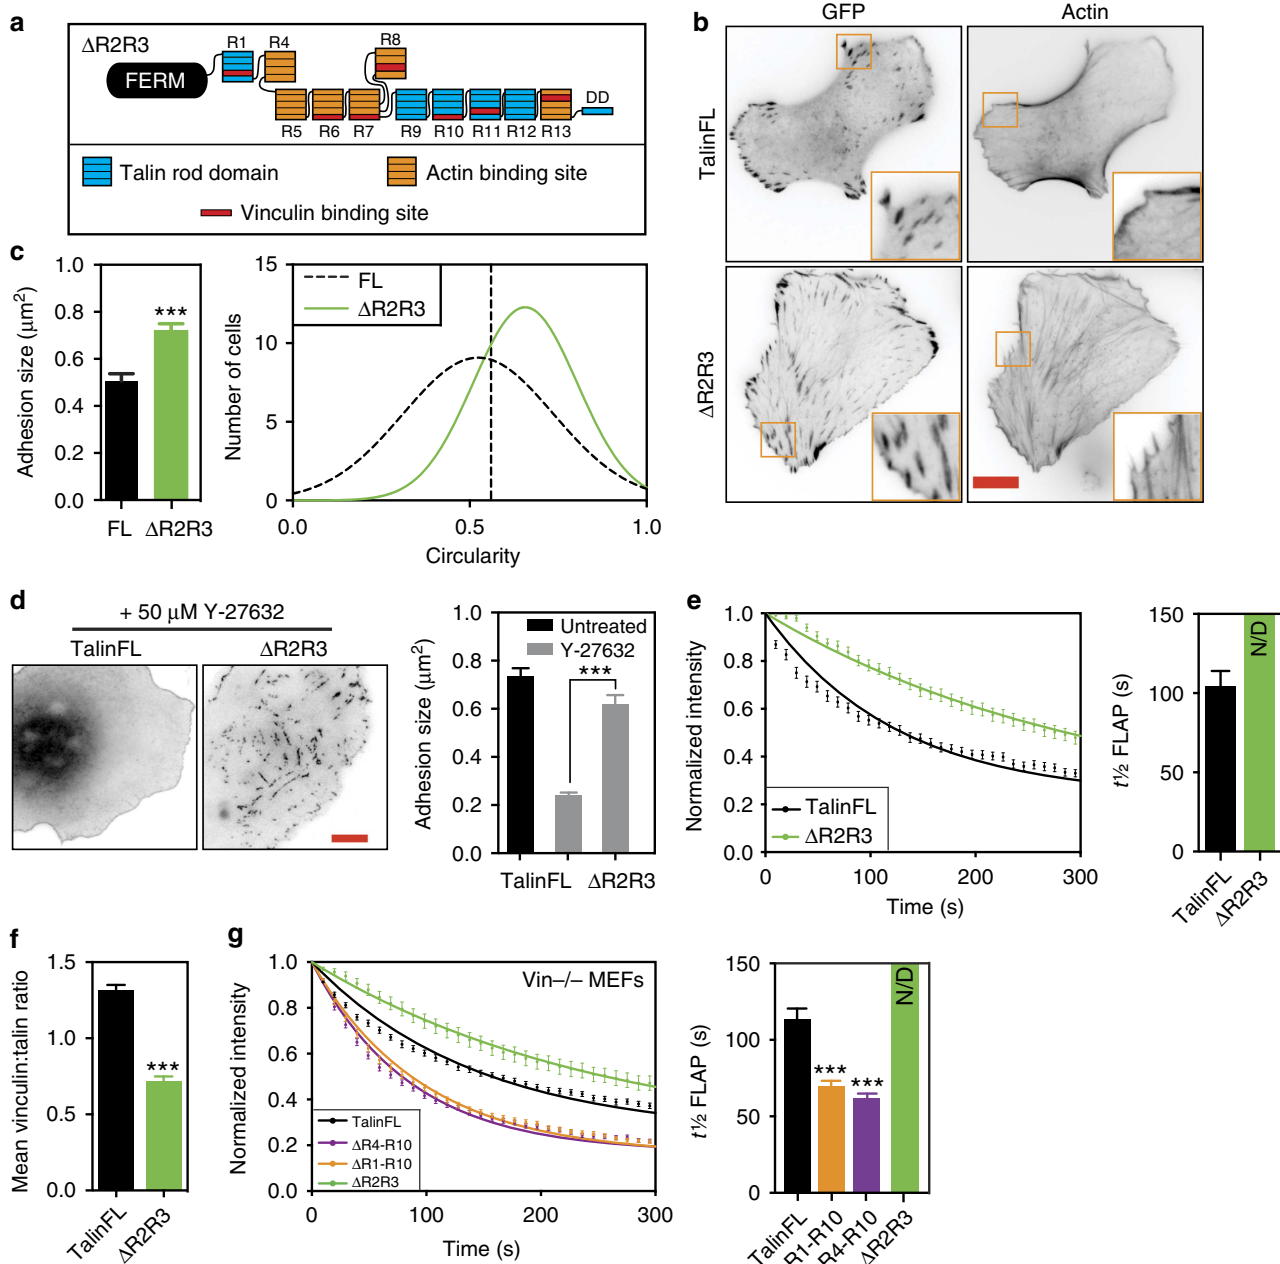 a
ΔR2R3
R1
R4
R8
FERM
DD
R5
R6
R7
R9
R10
R11
R12
R13
Talin rod domain
Actin binding site
Vinculin binding site
b
GFP
Actin
TalinFL
ΔR2R3
c
Adhesion size (μm²)
1.0
0.8
0.6
0.4
0.2
0.0
***
FL
ΔR2R3
Number of cells
15
10
5
0
FL
ΔR2R3
0.0
0.5
1.0
Circularity
d
+ 50 μM Y-27632
TalinFL
ΔR2R3
Adhesion size (μm²)
1.0
0.8
0.6
0.4
0.2
0.0
Untreated
Y-27632
***
TalinFL
ΔR2R3
e
Normalized intensity
1.0
0.8
0.6
0.4
0.2
0.0
TalinFL
ΔR2R3
0
100
200
300
Time (s)
t½ FLAP (s)
150
100
50
0
N/D
TalinFL
ΔR2R3
f
Mean vinculin:talin ratio
1.5
1.0
0.5
0.0
***
TalinFL
ΔR2R3
g
Normalized intensity
1.0
0.8
0.6
0.4
0.2
0.0
Vin–/– MEFs
TalinFL
ΔR4-R10
ΔR1-R10
ΔR2R3
0
100
200
300
Time (s)
t½ FLAP (s)
150
100
50
0
***
***
N/D
TalinFL
R1-R10
R4-R10
ΔR2R3